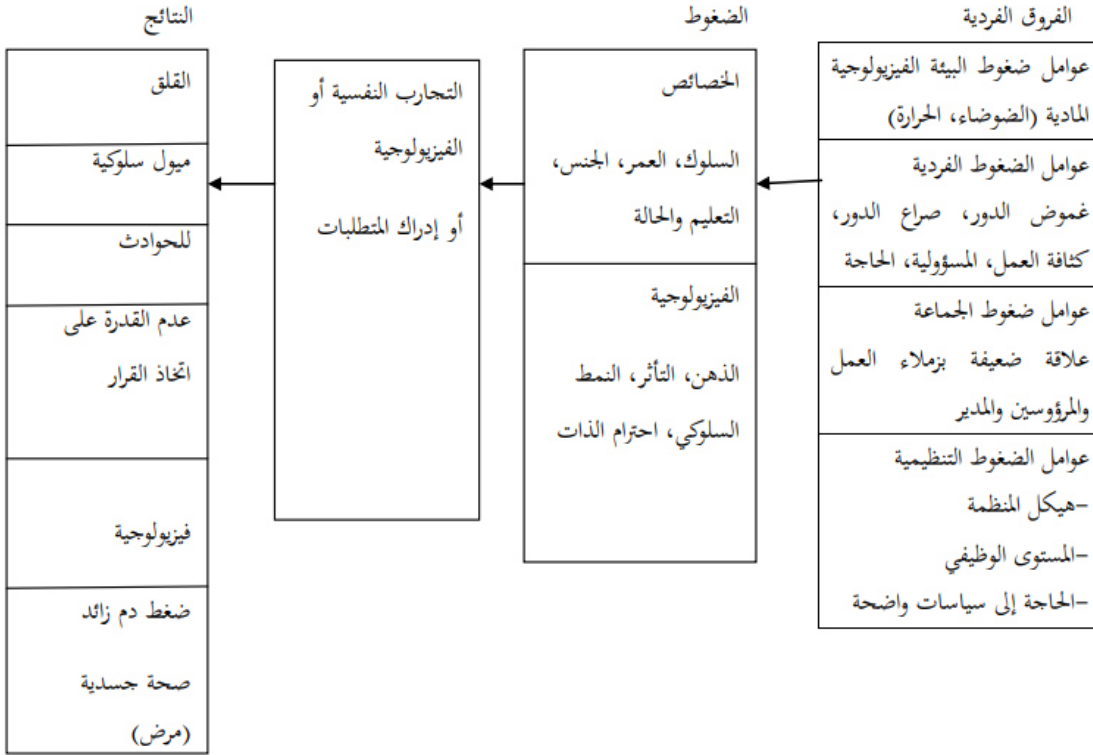 الفروق الفردية
عوامل ضغوط البيئة الفيزيولوجية
المادية (الضوضاء، الحرارة)
عوامل الضغوط الفردية
غموض الدور، صراع الدور،
كثافة العمل، المسؤولية، الحاجة
عوامل ضغوط الجماعة
علاقة ضعيفة بزملاء العمل
والمرؤوسين والمدير
عوامل الضغوط التنظيمية
-هيكل المنظمة
-المستوى الوظيفي
-الحاجة إلى سياسات واضحة
الضغوط
الخصائص
السلوك، العمر، الجنس،
التعليم والحالة
الفيزيولوجية
الذهن، التأثر، النمط
السلوكي، احترام الذات
التجارب النفسية أو
الفيزيولوجية
أو إدراك المتطلبات
النتائج
القلق
ميول سلوكية
للحوادث
عدم القدرة على
اتخاذ القرار
فيزيولوجية
ضغط دم زائد
صحة جسدية
(مرض)